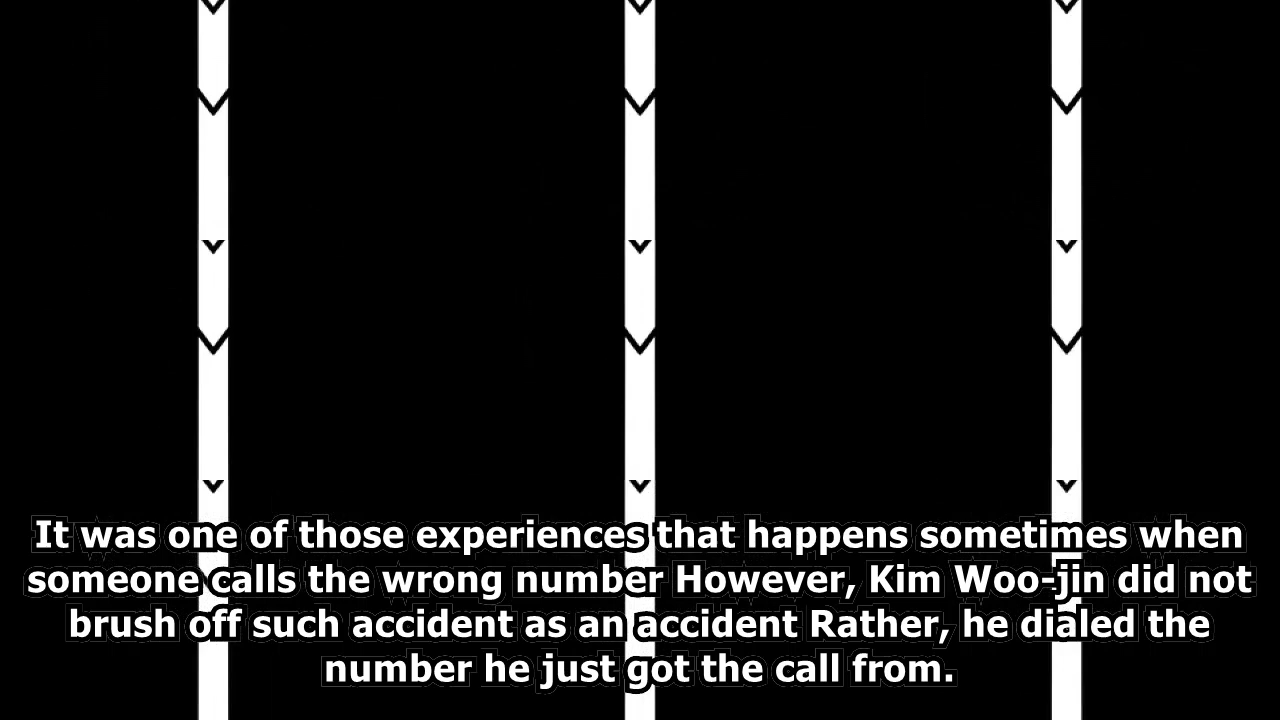 It was one of those experiences that happens sometimes when
someone calls the wrong number However, Kim Woo-jin did not
brush off such accident as an accident Rather, he dialed the
number he just got the call from.